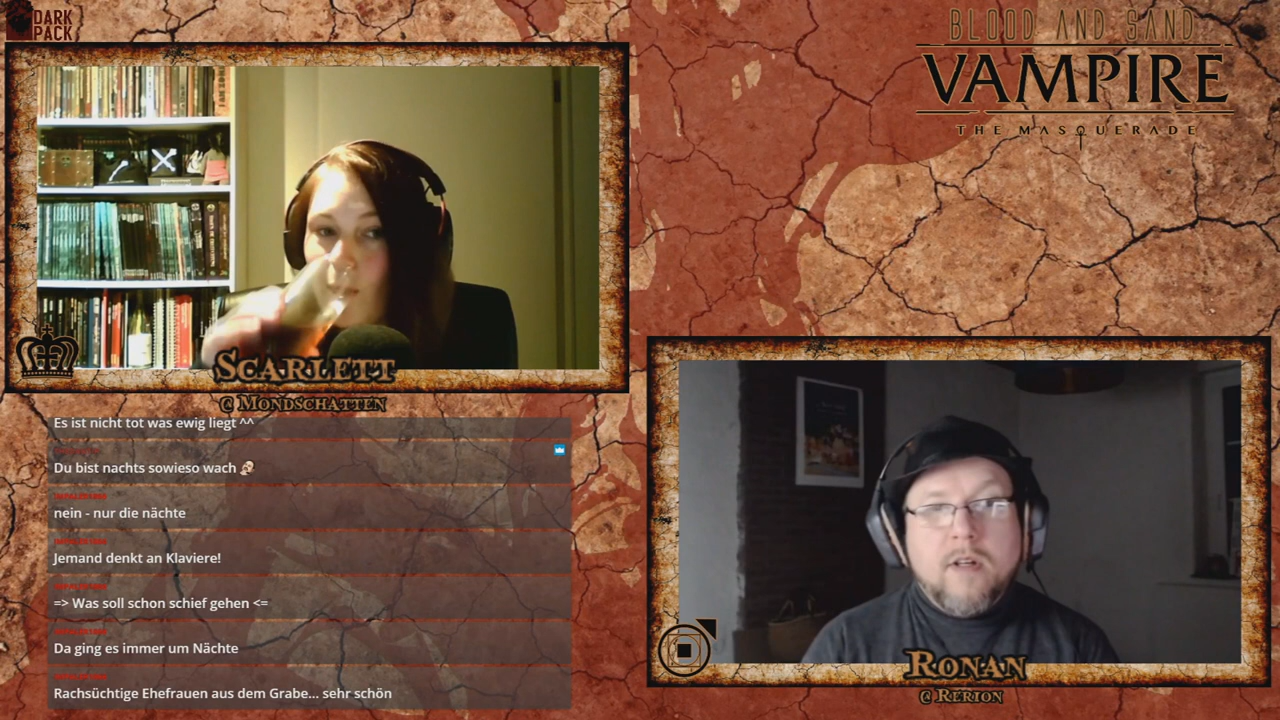 DARK
PACK
BLOOD AND SAND
VAMPIRE
THE MASQUERADE
SCARLETT
@ MONDSCHATTEN
Es ist nicht tot was ewig liegt ^^
Du bist nachts sowieso wach
nein - nur die nächte
Jemand denkt an Klaviere!
=> Was soll schon schief gehen <=
Da ging es immer um Nächte
Rachsüchtige Ehefrauen aus dem Grabe... sehr schön
RONAN
@ RERION